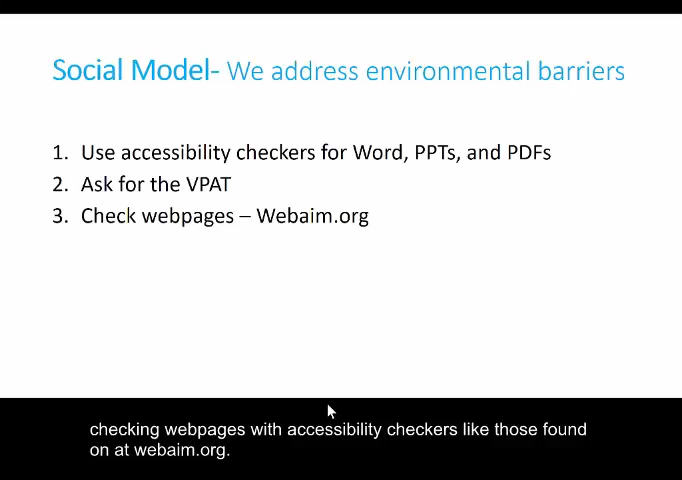 Social Model- We address environmental barriers
1. Use accessibility checkers for Word, PPTs, and PDFs
2. Ask for the VPAT
3. Check webpages – Webaim.org
checking webpages with accessibility checkers like those found
on at webaim.org.